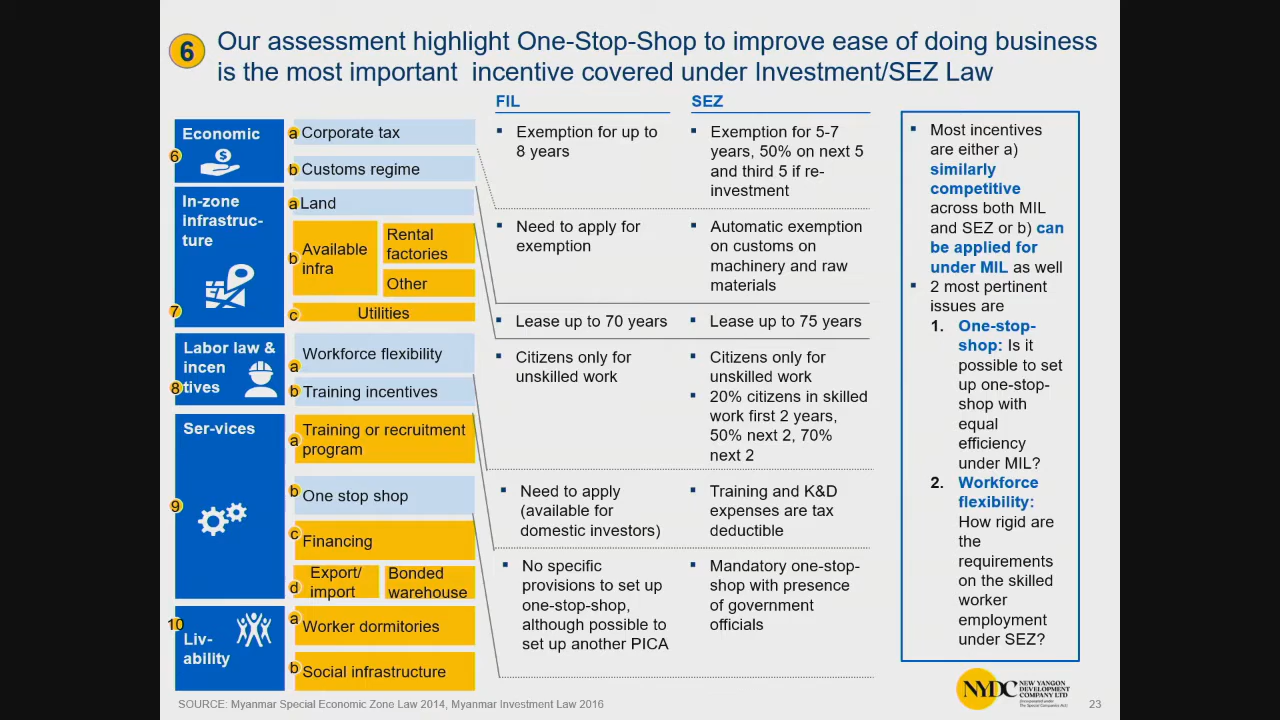 6
Our assessment highlight One-Stop-Shop to improve ease of doing business
is the most important incentive covered under Investment/SEZ Law
FIL
SEZ
Economic
6
a Corporate tax
b Customs regime
In-zone
infrastruc-
ture
7
a Land
b
Available
infra
Rental
factories
Other
c
Utilities
Labor law &
incen
8 tives
a
Workforce flexibility
b Training incentives
Ser-vices
9
a
Training or recruitment
program
b
One stop shop
c
Financing
d
Export/
import
Bonded
warehouse
10
Liv-
ability
a
Worker dormitories
b
Social infrastructure
▪ Exemption for up to
8 years
▪ Exemption for 5-7
years, 50% on next 5
and third 5 if re-
investment
▪ Need to apply for
exemption
▪ Automatic exemption
on customs on
machinery and raw
materials
▪ Lease up to 70 years
▪ Lease up to 75 years
▪ Citizens only for
unskilled work
▪ Citizens only for
unskilled work
▪ 20% citizens in skilled
work first 2 years,
50% next 2, 70%
next 2
▪ Need to apply
(available for
domestic investors)
▪ Training and K&D
expenses are tax
deductible
▪ No specific
provisions to set up
one-stop-shop,
although possible to
set up another PICA
▪ Mandatory one-stop-
shop with presence
of government
officials
▪ Most incentives
are either a)
similarly
competitive
across both MIL
and SEZ or b) can
be applied for
under MIL as well
▪ 2 most pertinent
issues are
1. One-stop-
shop: Is it
possible to set
up one-stop-
shop with
equal
efficiency
under MIL?
2. Workforce
flexibility:
How rigid are
the
requirements
on the skilled
worker
employment
under SEZ?
SOURCE: Myanmar Special Economic Zone Law 2014, Myanmar Investment Law 2016
NYDC
NEW YANGON
DEVELOPMENT
COMPANY LTD
23